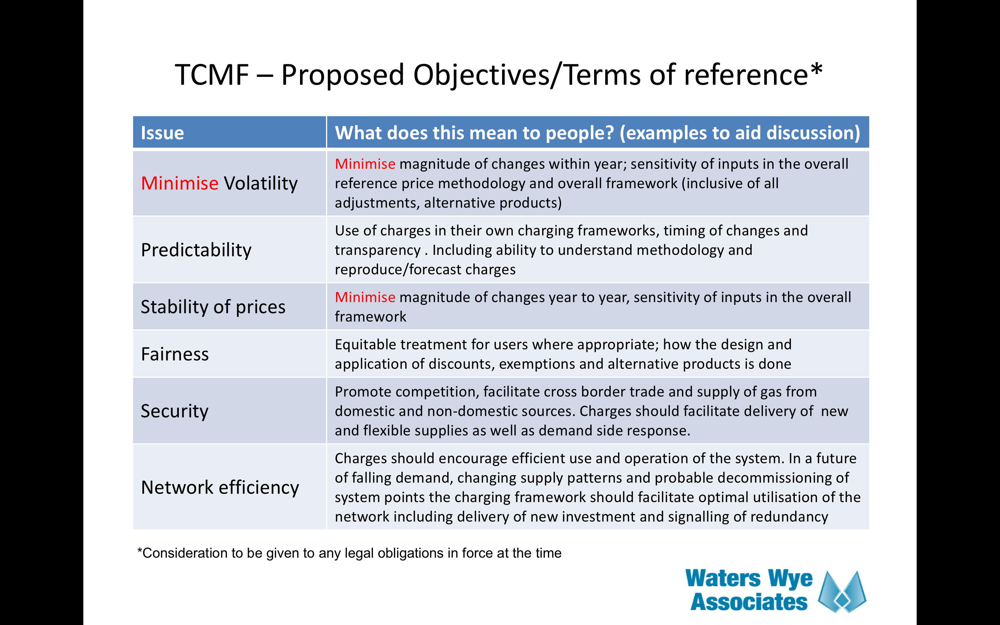 TCMF – Proposed Objectives/Terms of reference*
Issue
What does this mean to people? (examples to aid discussion)
Minimise Volatility
Minimise magnitude of changes within year; sensitivity of inputs in the overall
reference price methodology and overall framework (inclusive of all
adjustments, alternative products)
Predictability
Use of charges in their own charging frameworks, timing of changes and
transparency . Including ability to understand methodology and
reproduce/forecast charges
Stability of prices
Minimise magnitude of changes year to year, sensitivity of inputs in the overall
framework
Fairness
Equitable treatment for users where appropriate; how the design and
application of discounts, exemptions and alternative products is done
Security
Promote competition, facilitate cross border trade and supply of gas from
domestic and non-domestic sources. Charges should facilitate delivery of  new
and flexible supplies as well as demand side response.
Network efficiency
Charges should encourage efficient use and operation of the system. In a future
of falling demand, changing supply patterns and probable decommissioning of
system points the charging framework should facilitate optimal utilisation of the
network including delivery of new investment and signalling of redundancy
*Consideration to be given to any legal obligations in force at the time
Waters Wye
Associates